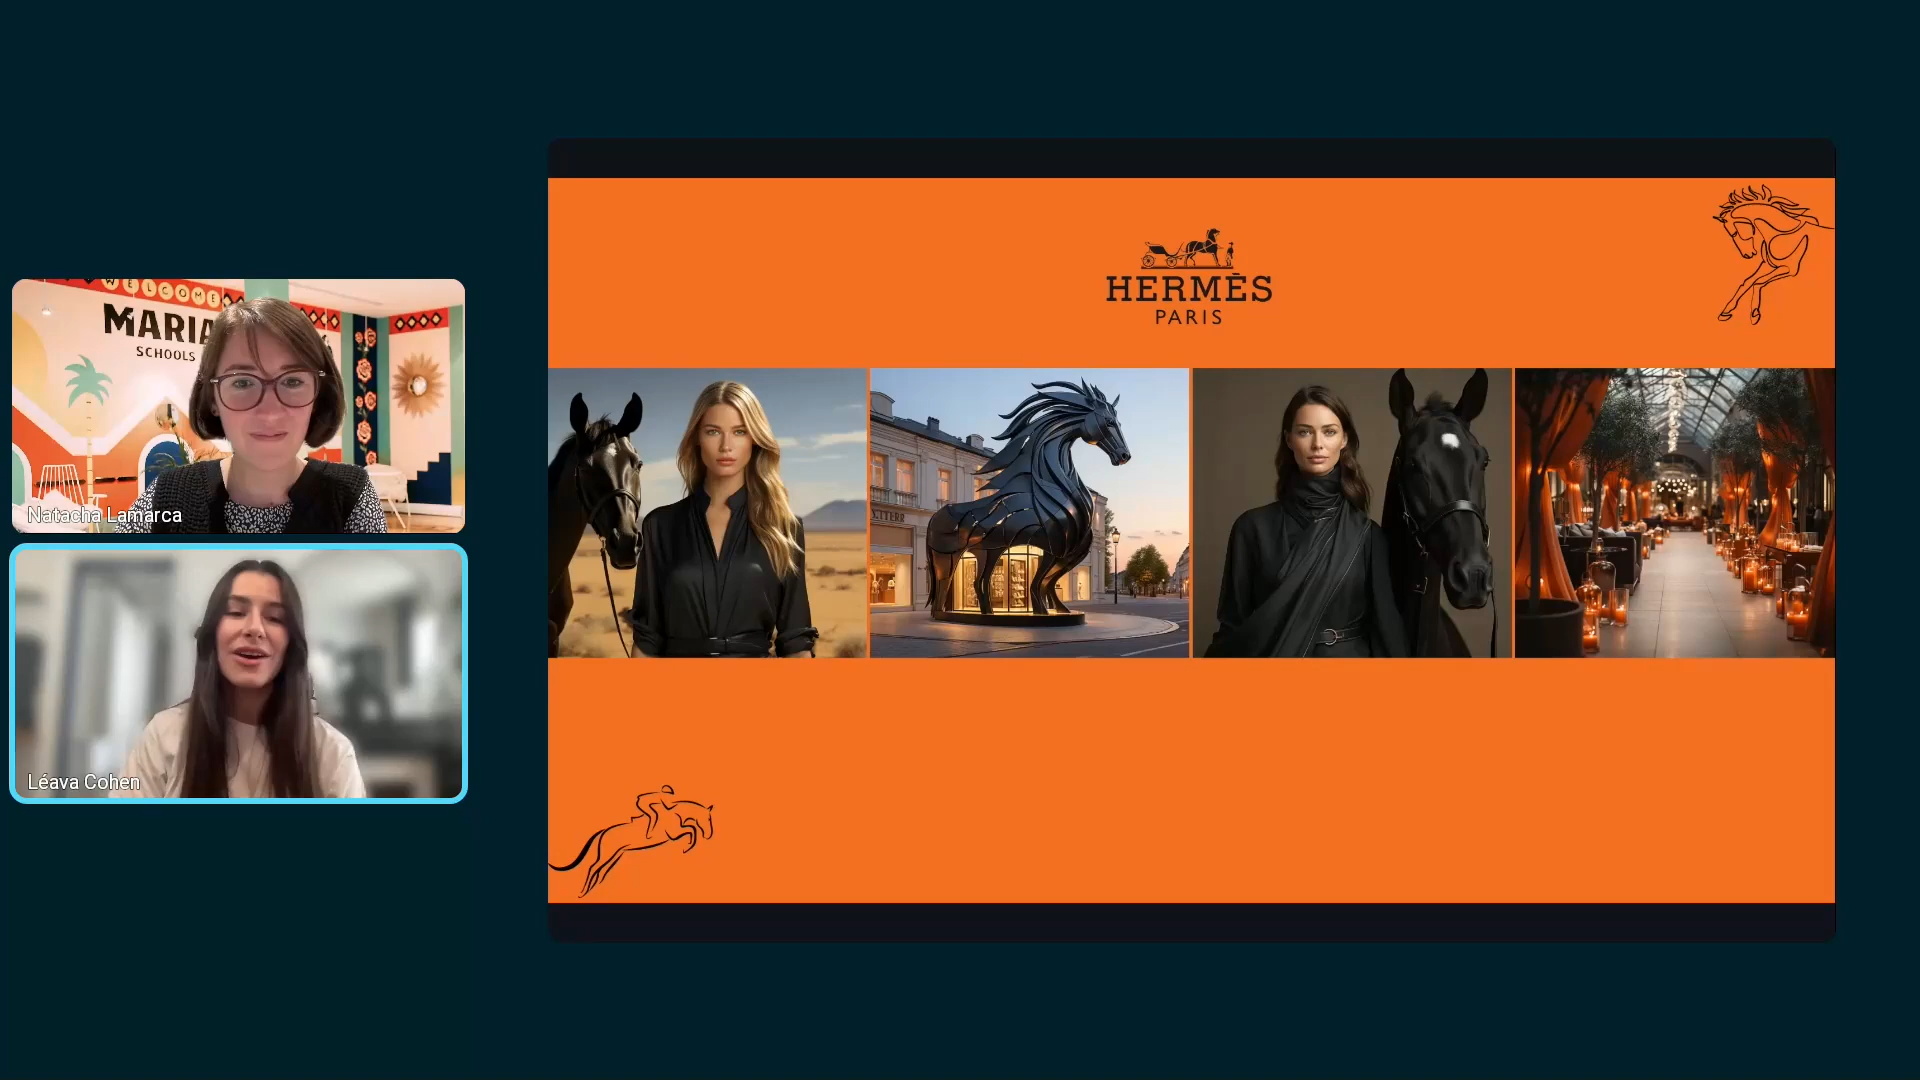 WELCOME
MARIA
SCHOOLS
Natacha Lamarca
Léava Cohen
HERMÈS
PARIS